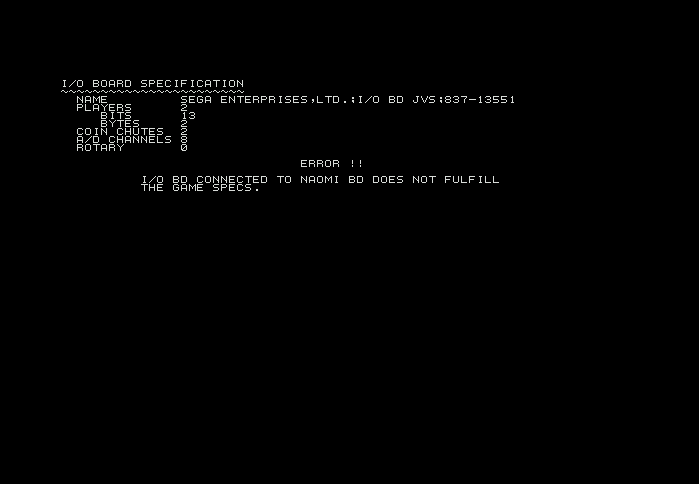 I/O BOARD SPECIFICATION
~~~~~~~~~~~~~~~~~~~~~~~
NAME SEGA ENTERPRISES,LTD.;I/O BD JVS;837-13551
PLAYERS 2
BITS 13
BYTES 2
COIN CHUTES 2
A/D CHANNELS 8
ROTARY 0
ERROR !!
I/O BD CONNECTED TO NAOMI BD DOES NOT FULFILL
THE GAME SPECS.